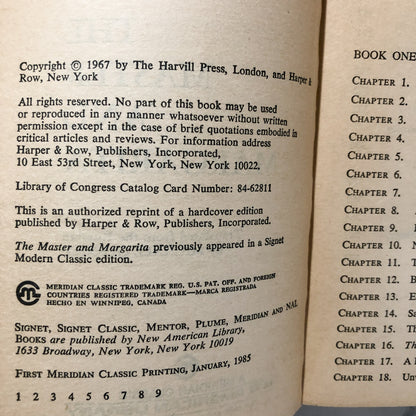 Copyright © 1967 by The Harvill Press, London, and Harper &
Row, New York
All rights reserved. No part of this book may be used
or reproduced in any manner whatsoever without written
permission except in the case of brief quotations embodied in
critical articles and reviews. For information address
Harper & Row, Publishers, Incorporated,
10 East 53rd Street, New York, New York 10022.
Library of Congress Catalog Card Number: 84-62811
This is an authorized reprint of a hardcover edition
published by Harper & Row, Publishers, Incorporated.
The Master and Margarita previously appeared in a Signet
Modern Classic edition.
MERIDIAN CLASSIC TRADEMARK REG. U.S. PAT. OFF. AND FOREIGN
COUNTRIES REGISTERED TRADEMARK—MARCA REGISTRADA
HECHO EN WINNIPEG, CANADA
SIGNET, SIGNET CLASSIC, MENTOR, PLUME, MERIDIAN and NAL
BOOKS are published by New American Library,
1633 Broadway, New York, New York 10019
FIRST MERIDIAN CLASSIC PRINTING, JANUARY, 1985
1 2 3 4 5 6 7 8 9
BOOK ONE
CHAPTER 1.
CHAPTER 2.
CHAPTER 3.
CHAPTER 4.
CHAPTER 5.
CHAPTER 6.
CHAPTER 7.
CHAPTER 8.
CHAPTER 9.
CHAPTER 10.
CHAPTER 11.
CHAPTER 12.
CHAPTER 13.
CHAPTER 14.
CHAPTER 15.
CHAPTER 16.
CHAPTER 17. A
CHAPTER 18.